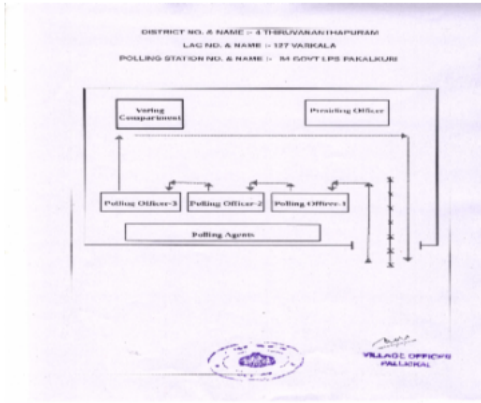 DISTRICT NO. & NAME :- 4 THIRUVANANTHAPURAM
LAC NO. & NAME :- 127 VARKALA
POLLING STATION NO. & NAME :- 84 GOVT LPS PAKALKURI
Voting
Compartment
Presiding Officer
Polling Officer-3
Polling Officer-2
Polling Officer-1
Polling Agents
VILLAGE OFFICER
PALLICKAL